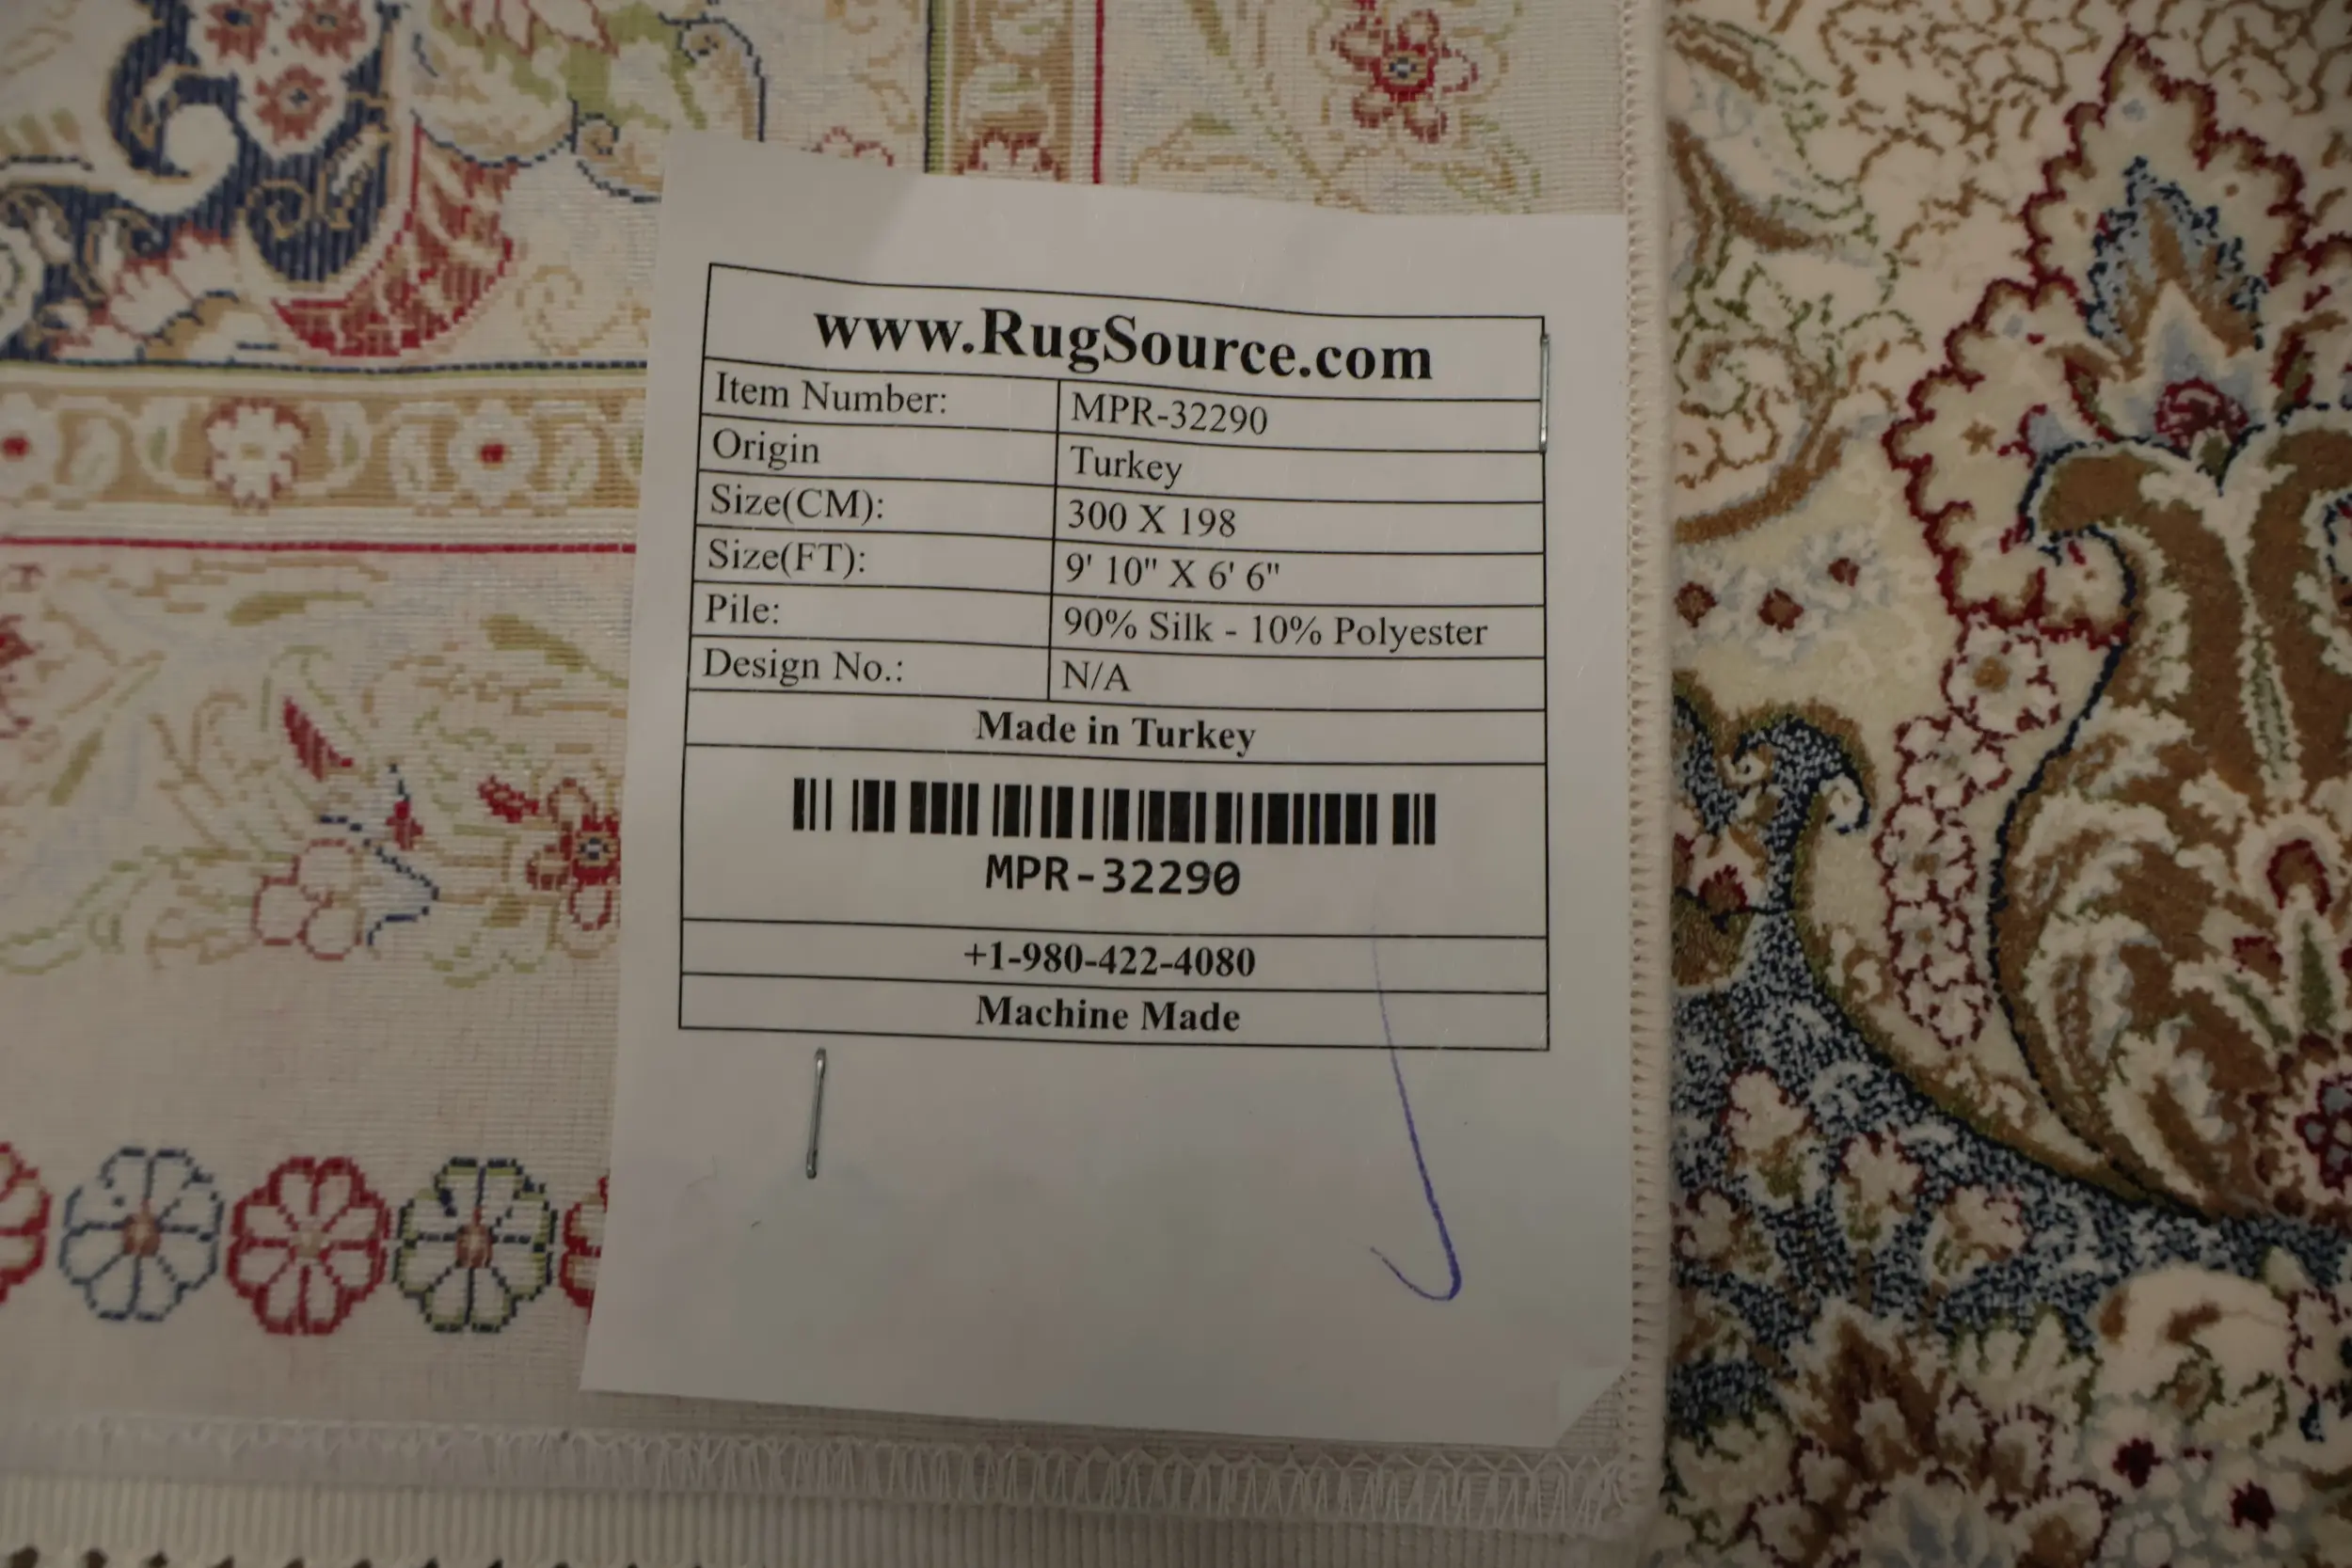 www.RugSource.com
Item Number: MPR-32290
Origin Turkey
Size(CM): 300 X 198
Size(FT): 9' 10" X 6' 6"
Pile: 90% Silk - 10% Polyester
Design No.: N/A
Made in Turkey
MPR-32290
+1-980-422-4080
Machine Made